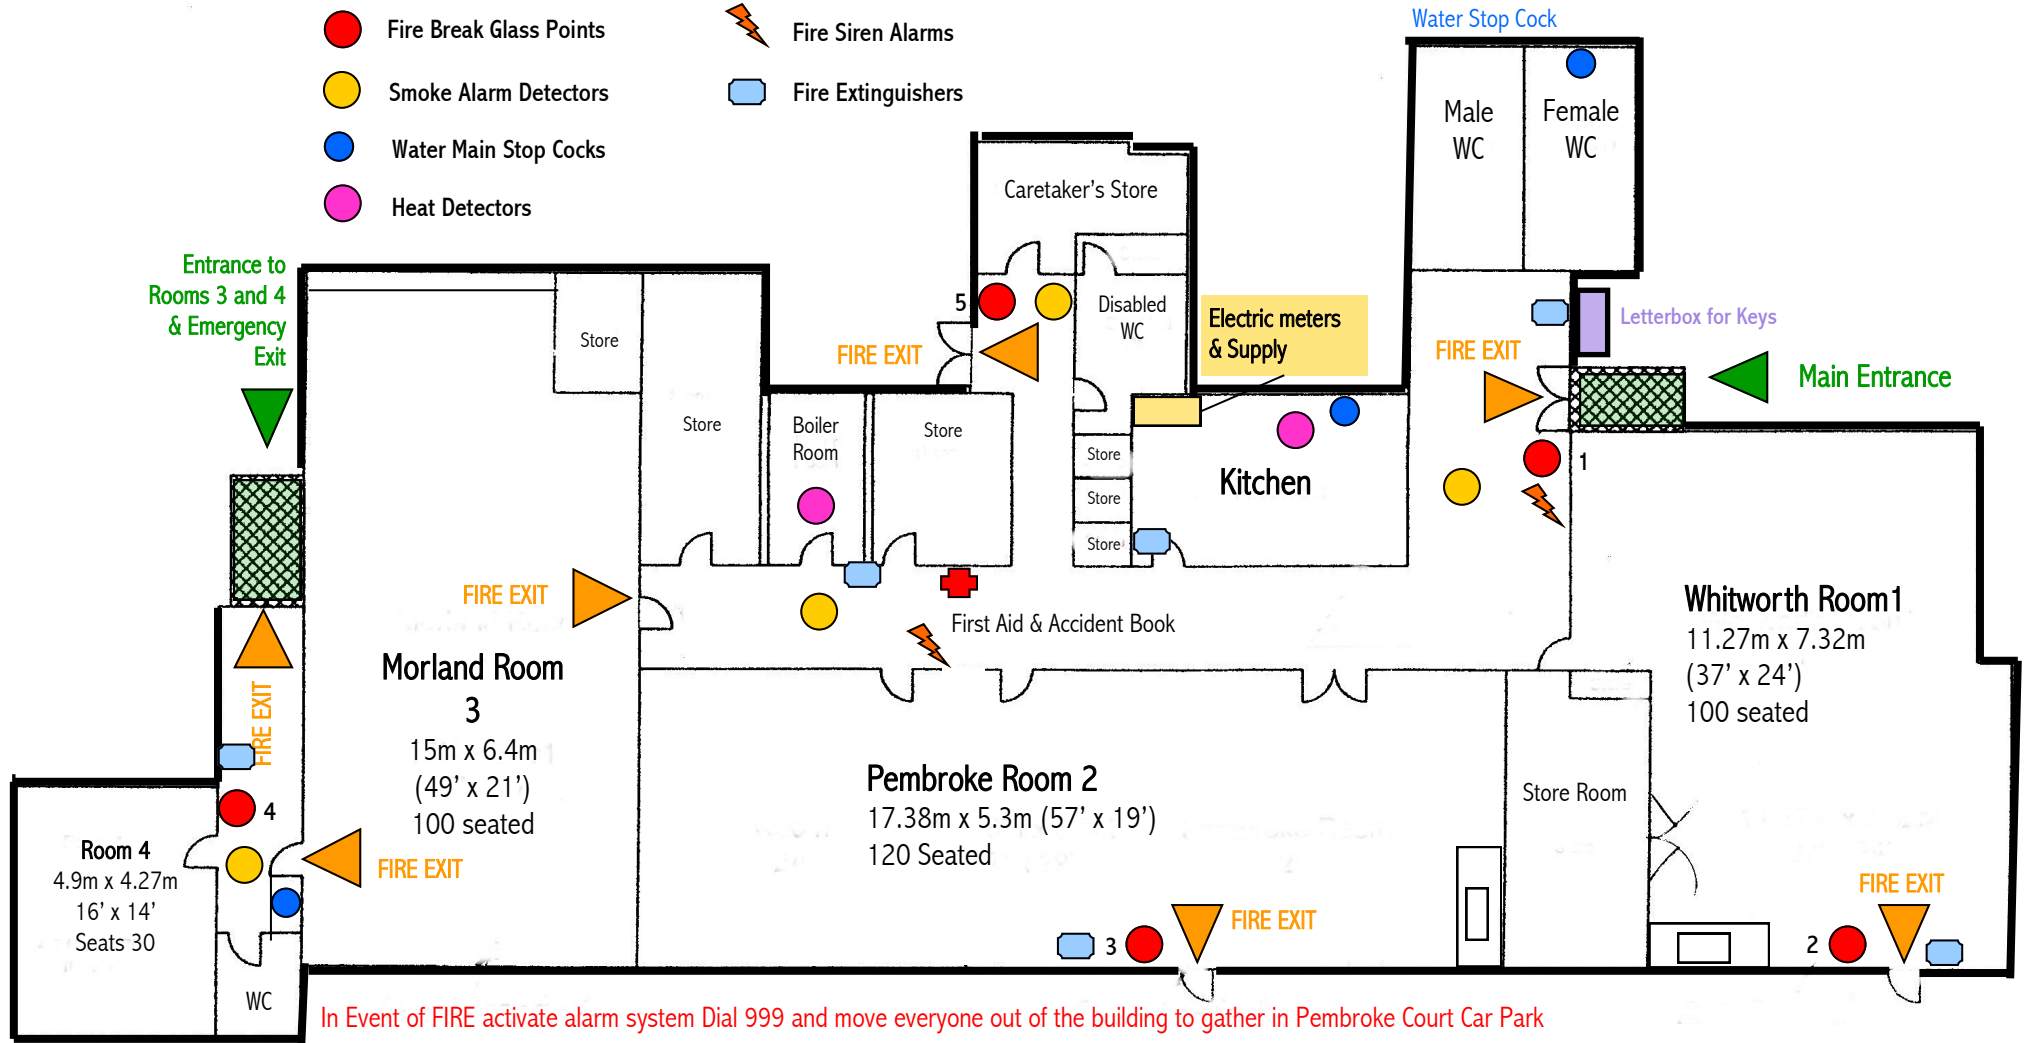 Water Stop Cock
Fire Break Glass Points
Fire Siren Alarms
Smoke Alarm Detectors
Fire Extinguishers
Water Main Stop Cocks
Heat Detectors
Male
WC
Female
WC
Caretaker's Store
Entrance to
Rooms 3 and 4
& Emergency
Exit
5
Disabled
WC
Electric meters
& Supply
Letterbox for Keys
FIRE EXIT
FIRE EXIT
Main Entrance
Store
Store
Boiler
Room
Store
Store
Store
Store
Kitchen
1
FIRE EXIT
First Aid & Accident Book
Whitworth Room1
11.27m x 7.32m
(37' x 24')
100 seated
Morland Room
3
15m x 6.4m
(49' x 21')
100 seated
FIRE EXIT
Pembroke Room 2
17.38m x 5.3m (57' x 19')
120 Seated
Store Room
4
Room 4
4.9m x 4.27m
16' x 14'
Seats 30
FIRE EXIT
FIRE EXIT
3
FIRE EXIT
2
WC
In Event of FIRE activate alarm system Dial 999 and move everyone out of the building to gather in Pembroke Court Car Park